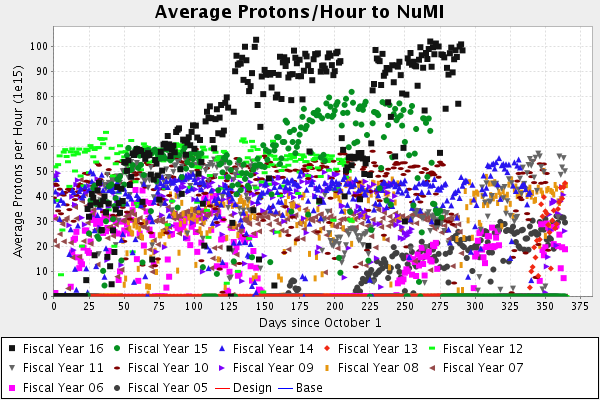 Average Protons/Hour to NuMI
Average Protons per Hour (1e15)
100
90
80
70
60
50
40
30
20
10
0
0 25 50 75 100 125 150 175 200 225 250 275 300 325 350 375
Days since October 1
Fiscal Year 16 Fiscal Year 15 Fiscal Year 14 Fiscal Year 13 Fiscal Year 12
Fiscal Year 11 Fiscal Year 10 Fiscal Year 09 Fiscal Year 08 Fiscal Year 07
Fiscal Year 06 Fiscal Year 05 Design Base